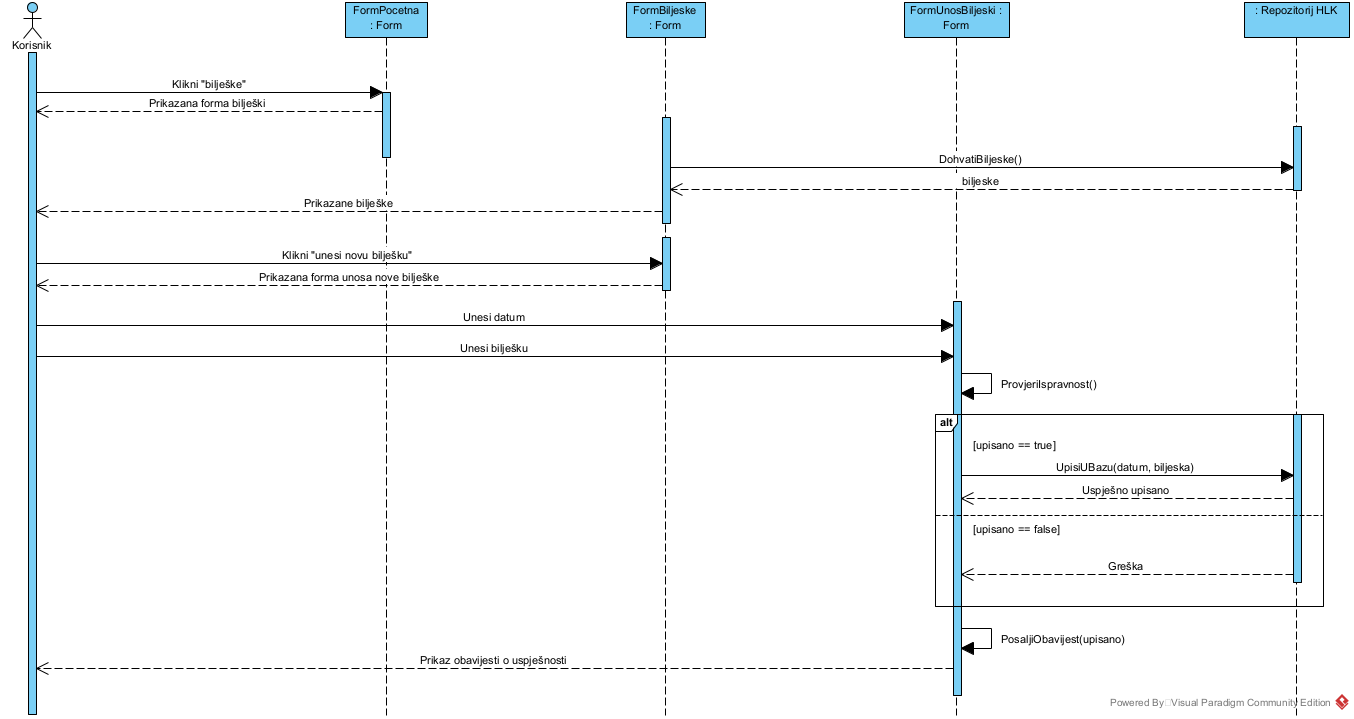 Korisnik
FormPocetna
: Form
FormBiljeske
: Form
FormUnosBiljeski :
Form
: Repozitorij HLK
Klikni "bilješke"
Prikazana forma bilješki
DohvatiBiljeske()
biljeske
Prikazane bilješke
Klikni "unesi novu bilješku"
Prikazana forma unosa nove bilješke
Unesi datum
Unesi bilješku
ProvjeriIspravnost()
alt
[upisano == true]
UpisiUBazu(datum, biljeska)
Uspješno upisano
[upisano == false]
Greška
PosaljiObavijest(upisano)
Prikaz obavijesti o uspješnosti
Powered By Visual Paradigm Community Edition